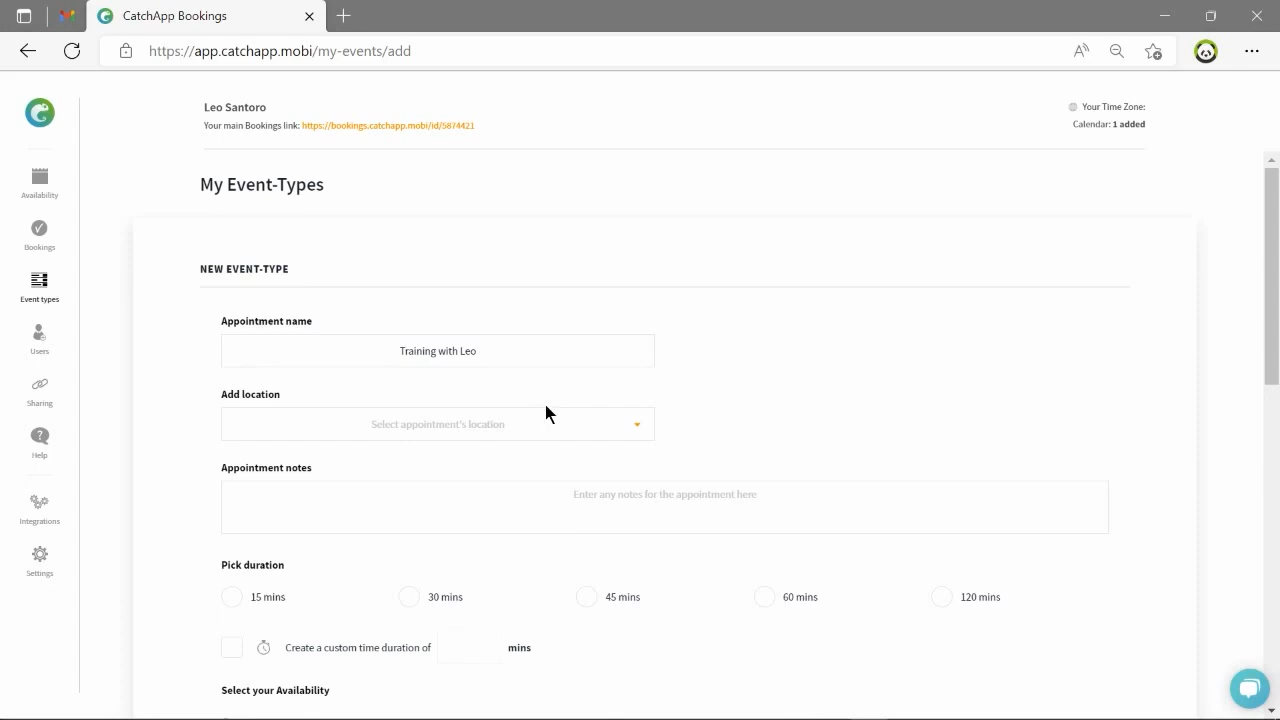 CatchApp Bookings
https://app.catchapp.mobi/my-events/add
Leo Santoro
Your main Bookings link: https://bookings.catchapp.mobi/id/5874421
Your Time Zone:
Calendar: 1 added
Availability
Bookings
Event types
Users
Sharing
Help
Integrations
Settings
My Event-Types
NEW EVENT-TYPE
Appointment name
Training with Leo
Add location
Select appointment's location
Appointment notes
Enter any notes for the appointment here
Pick duration
15 mins
30 mins
45 mins
60 mins
120 mins
Create a custom time duration of mins
Select your Availability